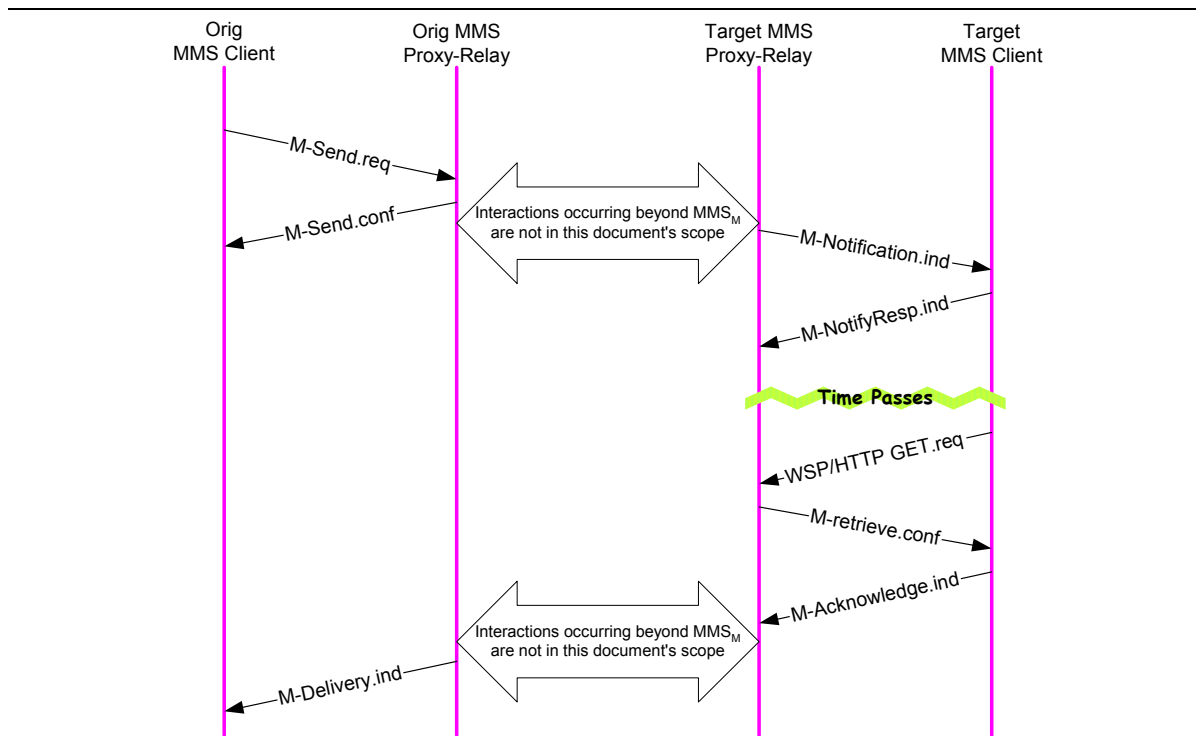 Orig
MMS Client
Orig MMS
Proxy-Relay
Target MMS
Proxy-Relay
Target
MMS Client
M-Send.req
M-Send.conf
Interactions occurring beyond MMSM
are not in this document's scope
M-Notification.ind
M-NotifyResp.ind
Time Passes
WSP/HTTP GET.req
M-retrieve.conf
M-Acknowledge.ind
Interactions occurring beyond MMSM
are not in this document's scope
M-Delivery.ind